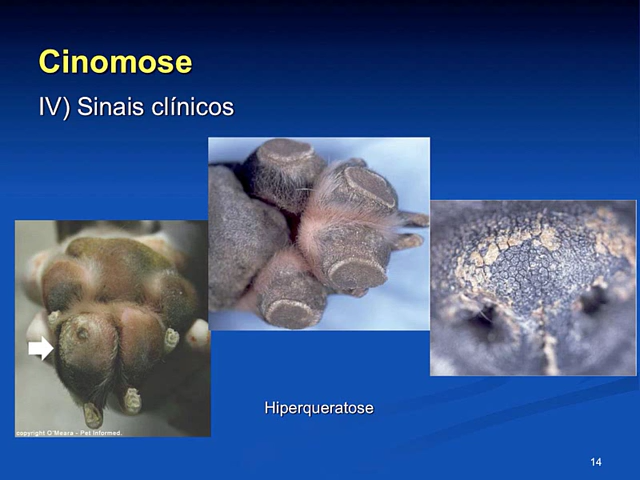 Cinomose
IV) Sinais clínicos
copyright O'Meara - Pet Informed.
Hiperqueratose
14